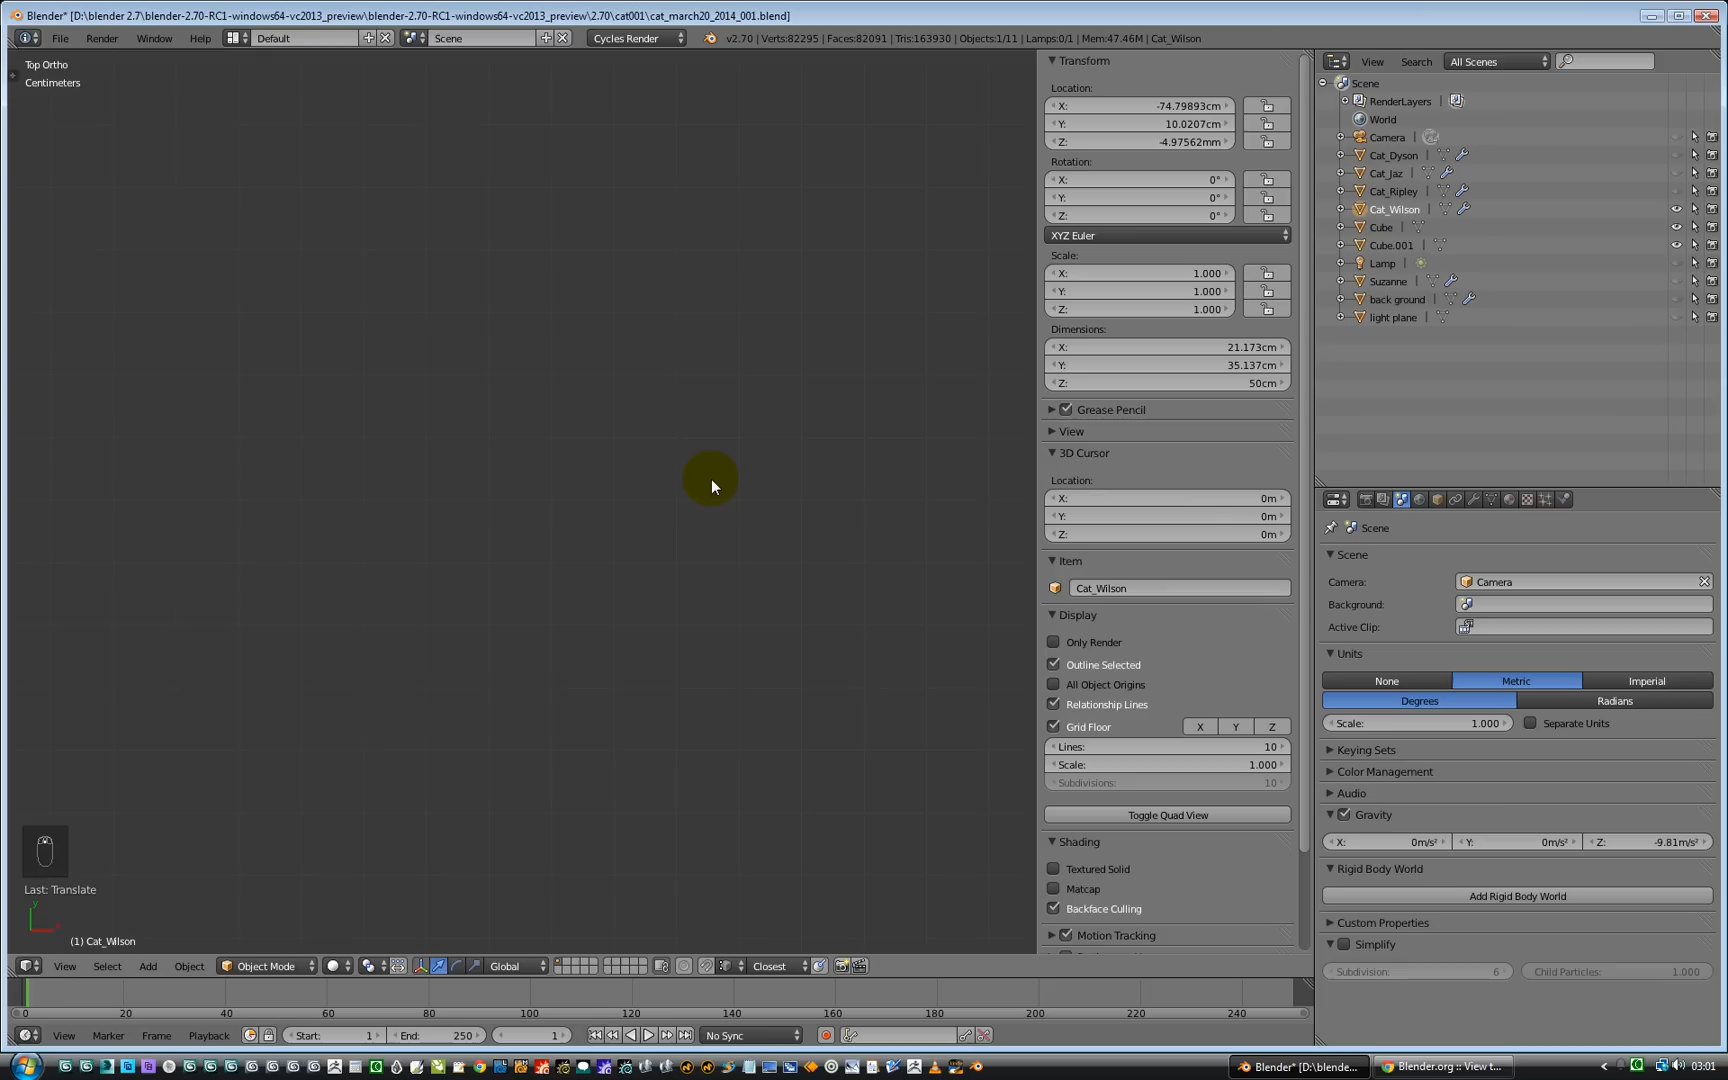 Blender* [D:\blender 2.7\blender-2.70-RC1-windows64-vc2013_preview\blender-2.70-RC1-windows64-vc2013_preview\2.70\cat001\cat_march20_2014_001.blend]
File Render Window Help Default Scene Cycles Render v2.70 | Verts:82295 | Faces:82091 | Tris:163930 | Objects:1/11 | Lamps:0/1 | Mem:47.46M | Cat_Wilson
Top Ortho
Centimeters
Last: Translate
y
x
(1) Cat_Wilson
Transform
Location:
X: -74.79893cm
Y: 10.0207cm
Z: -4.97562mm
Rotation:
X: 0°
Y: 0°
Z: 0°
XYZ Euler
Scale:
X: 1.000
Y: 1.000
Z: 1.000
Dimensions:
X: 21.173cm
Y: 35.137cm
Z: 50cm
Grease Pencil
View
3D Cursor
Location:
X: 0m
Y: 0m
Z: 0m
Item
Cat_Wilson
Display
Only Render
Outline Selected
All Object Origins
Relationship Lines
Grid Floor X Y Z
Lines: 10
Scale: 1.000
Subdivisions: 10
Toggle Quad View
Shading
Textured Solid
Matcap
Backface Culling
Motion Tracking
View Search All Scenes
Scene
RenderLayers |
World
Camera |
Cat_Dyson |
Cat_Jaz |
Cat_Ripley |
Cat_Wilson |
Cube |
Cube.001 |
Lamp |
Suzanne |
back ground |
light plane |
Scene
Scene
Camera: Camera
Background:
Active Clip:
Units
None Metric Imperial
Degrees Radians
Scale: 1.000 Separate Units
Keying Sets
Color Management
Audio
Gravity
X: 0m/s² Y: 0m/s² Z: -9.81m/s²
Rigid Body World
Add Rigid Body World
Custom Properties
Simplify
Subdivision: 6 Child Particles: 1.000
View Select Add Object Object Mode Global Closest
0 20 40 60 80 100 120 140 160 180 200 220 240
View Marker Frame Playback Start: 1 End: 250 1 No Sync
Blender* [D:\blende... Blender.org :: View t... 03:01